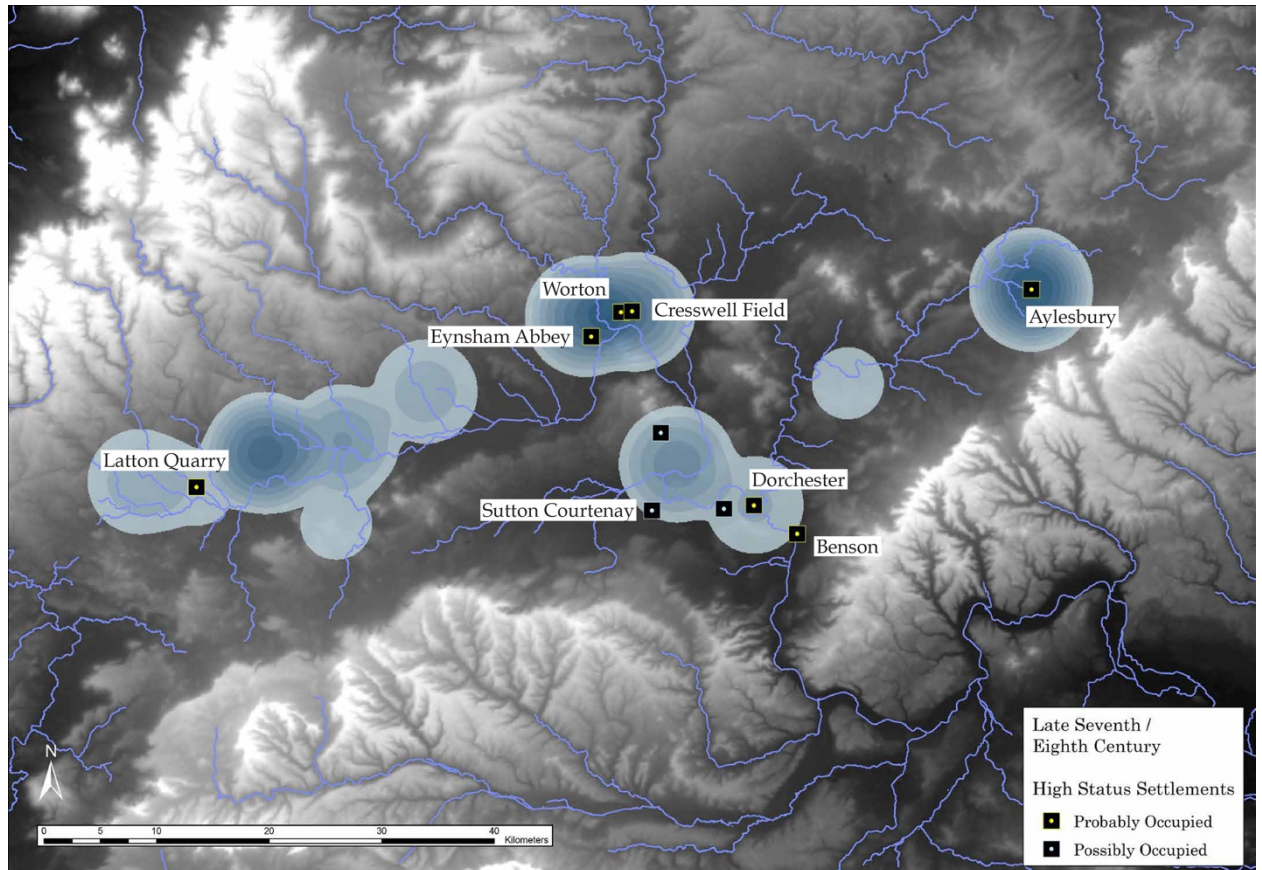 Worton
Cresswell Field
Eynsham Abbey
Aylesbury
Latton Quarry
Dorchester
Sutton Courtenay
Benson
N
0 5 10 20 30 40
Kilometers
Late Seventh /
Eighth Century
High Status Settlements
Probably Occupied
Possibly Occupied